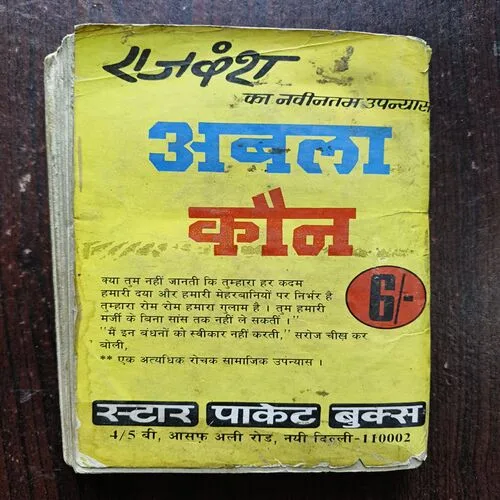 राजवंश
का नवीनतम उपन्यास
अबला
कौन
क्या तुम नहीं जानती कि तुम्हारा हर कदम
हमारी दया और हमारी मेहरबानियों पर निर्भर है
तुम्हारा रोम रोम हमारा गुलाम है । तुम हमारी
मर्जी के बिना सांस तक नहीं ले सकतीं ।"
"मैं इन बंधनों को स्वीकार नहीं करती," सरोज चीख कर
बोली,
** एक अत्यधिक रोचक सामाजिक उपन्यास ।
6/-
स्टार पाकेट बुक्स
4/5 बी, आसफ़ अली रोड, नयी दिल्ली-110002